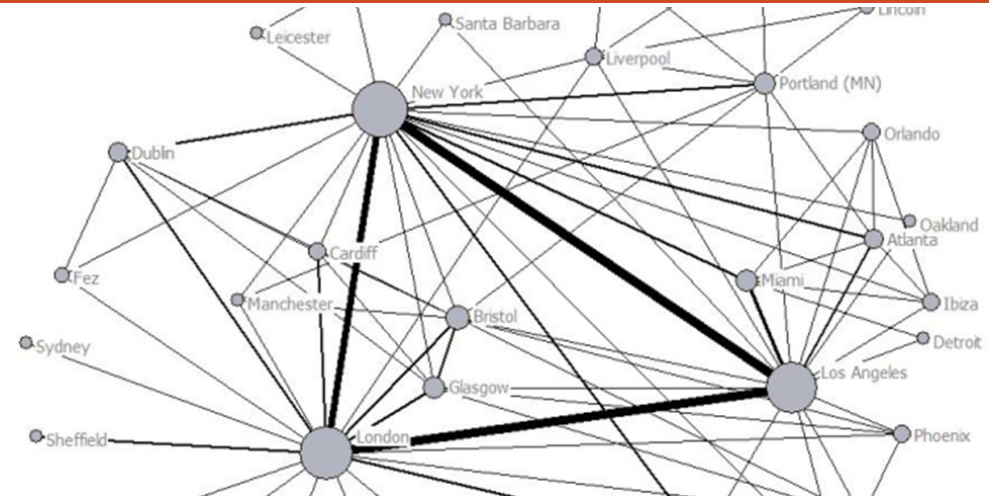 Lincoln
Santa Barbara
Leicester
Liverpool
Portland (MN)
New York
Orlando
Dublin
Oakland
Atlanta
Cardiff
Fez
Miami
Manchester
Ibiza
Bristol
Detroit
Sydney
Los Angeles
Glasgow
Phoenix
London
Sheffield